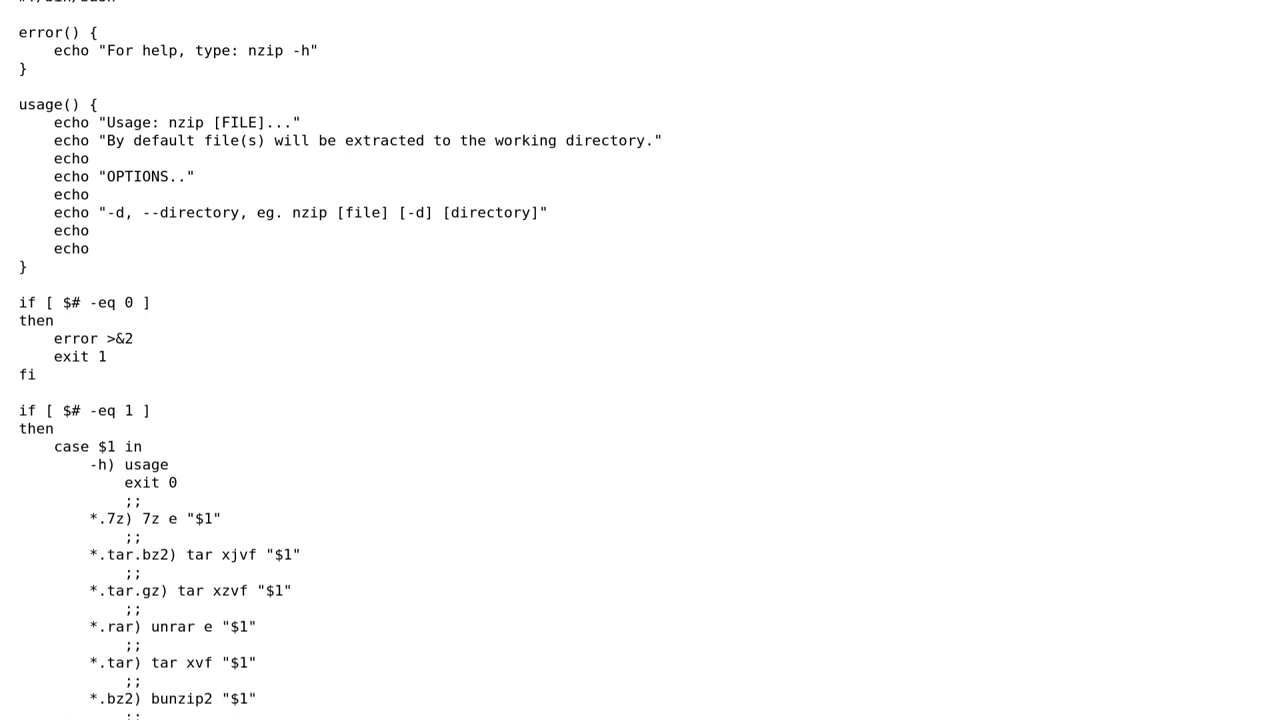 error() {
    echo "For help, type: nzip -h"
}

usage() {
    echo "Usage: nzip [FILE]..."
    echo "By default file(s) will be extracted to the working directory."
    echo
    echo "OPTIONS.."
    echo
    echo "-d, --directory, eg. nzip [file] [-d] [directory]"
    echo
    echo
}

if [ $# -eq 0 ]
then
    error >&2
    exit 1
fi

if [ $# -eq 1 ]
then
    case $1 in
        -h) usage
            exit 0
            ;;
        *.7z) 7z e "$1"
            ;;
        *.tar.bz2) tar xjvf "$1"
            ;;
        *.tar.gz) tar xzvf "$1"
            ;;
        *.rar) unrar e "$1"
            ;;
        *.tar) tar xvf "$1"
            ;;
        *.bz2) bunzip2 "$1"
            ;;